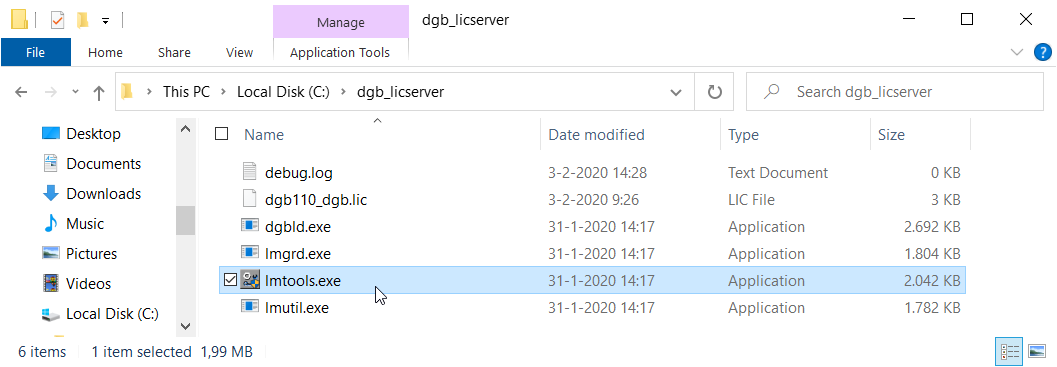 Manage dgb_licserver
File Home Share View Application Tools
This PC Local Disk (C:) dgb_licserver Search dgb_licserver
Desktop
Documents
Downloads
Music
Pictures
Videos
Local Disk (C:)
Name Date modified Type Size
debug.log 3-2-2020 14:28 Text Document 0 KB
dgb110_dgb.lic 3-2-2020 9:26 LIC File 3 KB
dgbld.exe 31-1-2020 14:17 Application 2.692 KB
lmgrd.exe 31-1-2020 14:17 Application 1.804 KB
lmtools.exe 31-1-2020 14:17 Application 2.042 KB
lmutil.exe 31-1-2020 14:17 Application 1.782 KB
6 items 1 item selected 1,99 MB